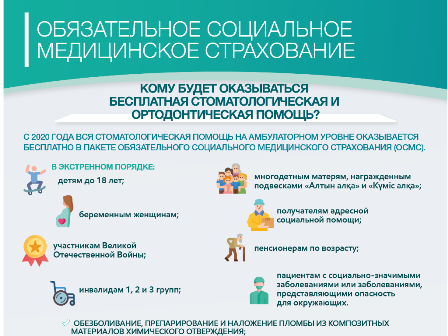 ОБЯЗАТЕЛЬНОЕ СОЦИАЛЬНОЕ
МЕДИЦИНСКОЕ СТРАХОВАНИЕ
КОМУ БУДЕТ ОКАЗЫВАТЬСЯ
БЕСПЛАТНАЯ СТОМАТОЛОГИЧЕСКАЯ И
ОРТОДОНТИЧЕСКАЯ ПОМОЩЬ?
С 2020 ГОДА ВСЯ СТОМАТОЛОГИЧЕСКАЯ ПОМОЩЬ НА АМБУЛАТОРНОМ УРОВНЕ ОКАЗЫВАЕТСЯ
БЕСПЛАТНО В ПАКЕТЕ ОБЯЗАТЕЛЬНОГО СОЦИАЛЬНОГО МЕДИЦИНСКОГО СТРАХОВАНИЯ (ОСМС).
В ЭКСТРЕННОМ ПОРЯДКЕ:
детям до 18 лет;
беременным женщинам;
участникам Великой
Отечественной Войны;
инвалидам 1, 2 и 3 групп;
многодетным матерям, награжденным
подвесками «Алтын алқа» и «Күміс алқа»;
получателям адресной
социальной помощи;
пенсионерам по возрасту;
пациентам с социально-значимыми
заболеваниями или заболеваниями,
представляющими опасность
для окружающих.
ОБЕЗБОЛИВАНИЕ, ПРЕПАРИРОВАНИЕ И НАЛОЖЕНИЕ ПЛОМБЫ ИЗ КОМПОЗИТНЫХ
МАТЕРИАЛОВ ХИМИЧЕСКОГО ОТВЕРЖДЕНИЯ;